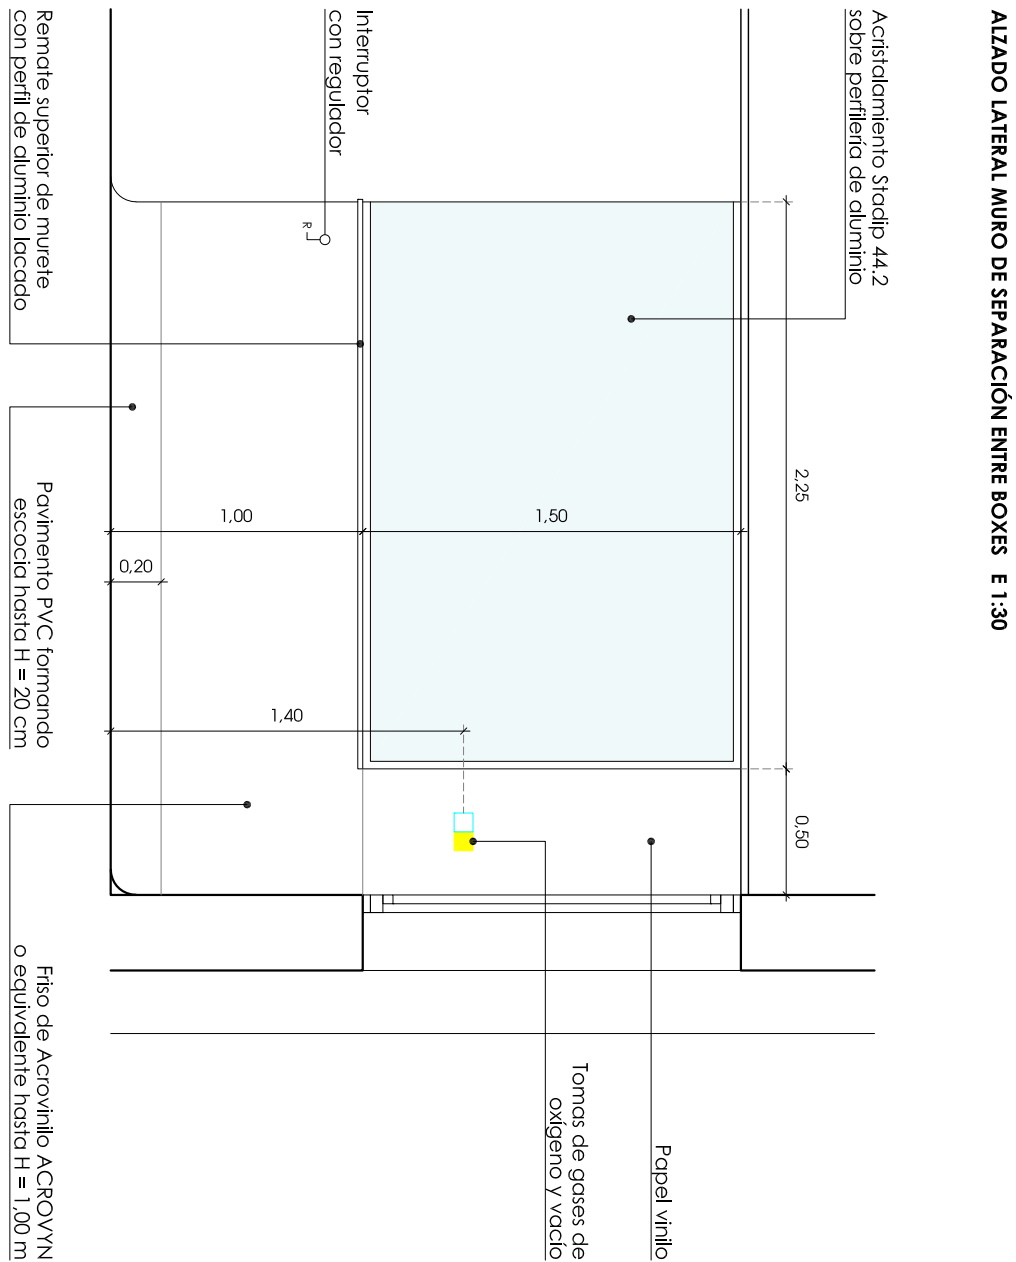 ALZADO LATERAL MURO DE SEPARACIÓN ENTRE BOXES E 1:30
Acristalamiento Stadip 44.2
sobre perfilería de aluminio
2,25
0,50
Papel vinilo
Tomas de gases de
oxígeno y vacío
Interruptor
con regulador
R
1,50
1,00
0,20
1,40
Remate superior de murete
con perfil de aluminio lacado
Pavimento PVC formando
escocia hasta H = 20 cm
Friso de Acrovinilo ACROVYN
o equivalente hasta H = 1,00 m